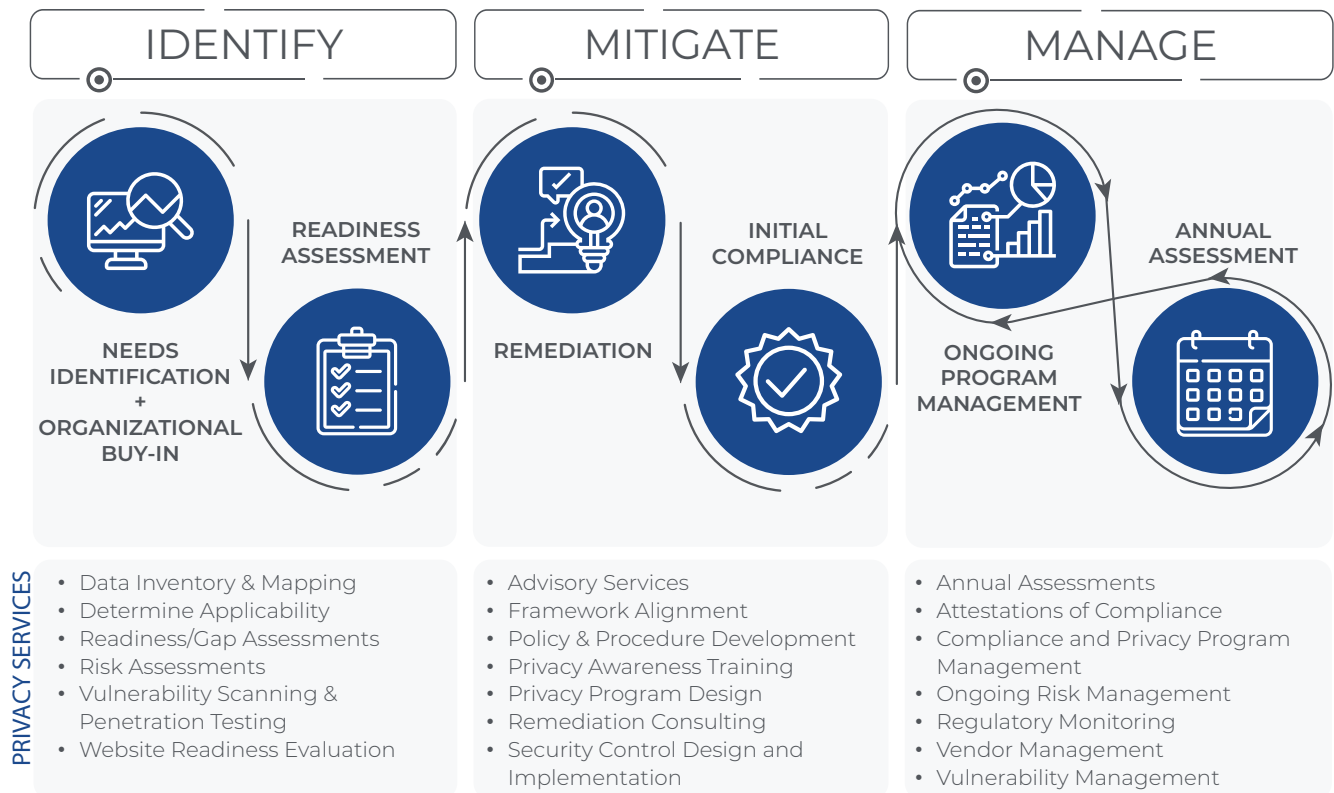 IDENTIFY
MITIGATE
MANAGE
READINESS
ASSESSMENT
NEEDS
IDENTIFICATION
+
ORGANIZATIONAL
BUY-IN
INITIAL
COMPLIANCE
REMEDIATION
ANNUAL
ASSESSMENT
ONGOING
PROGRAM
MANAGEMENT
PRIVACY SERVICES
• Data Inventory & Mapping
• Determine Applicability
• Readiness/Gap Assessments
• Risk Assessments
• Vulnerability Scanning &
Penetration Testing
• Website Readiness Evaluation
• Advisory Services
• Framework Alignment
• Policy & Procedure Development
• Privacy Awareness Training
• Privacy Program Design
• Remediation Consulting
• Security Control Design and
Implementation
• Annual Assessments
• Attestations of Compliance
• Compliance and Privacy Program
Management
• Ongoing Risk Management
• Regulatory Monitoring
• Vendor Management
• Vulnerability Management